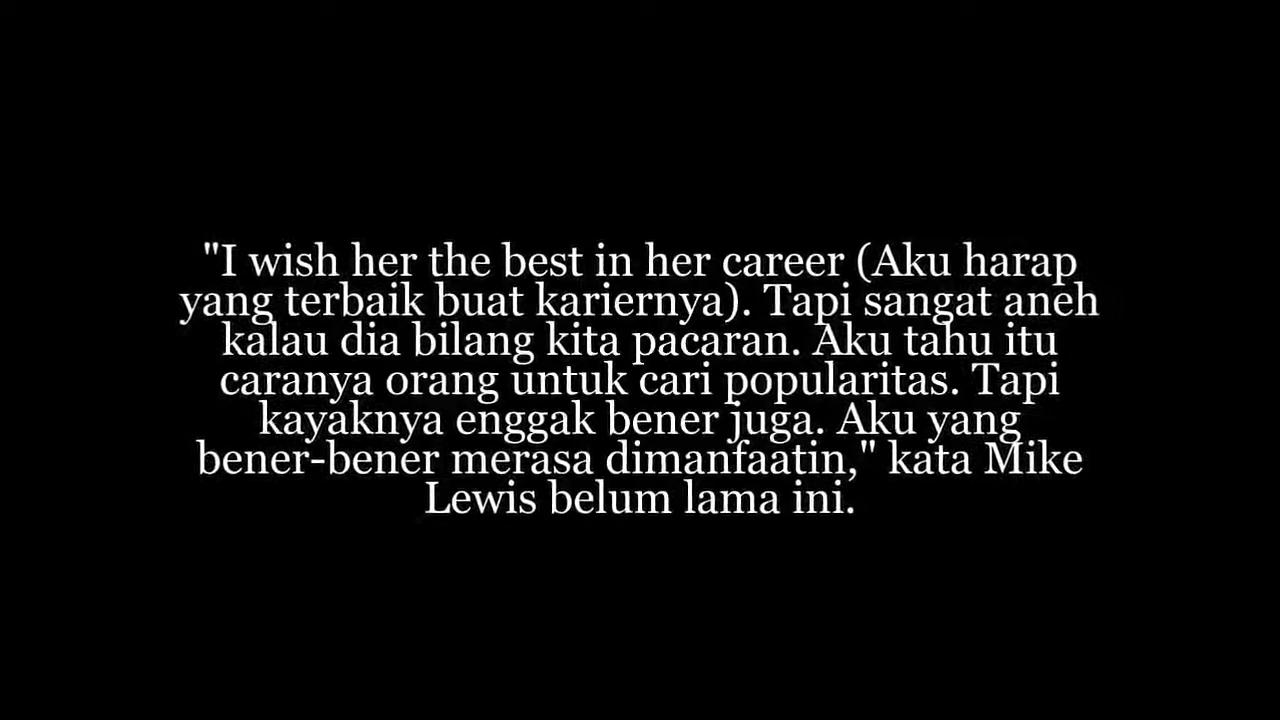 "I wish her the best in her career (Aku harap
yang terbaik buat kariernya). Tapi sangat aneh
kalau dia bilang kita pacaran. Aku tahu itu
caranya orang untuk cari popularitas. Tapi
kayaknya enggak bener juga. Aku yang
bener-bener merasa dimanfaatin," kata Mike
Lewis belum lama ini.